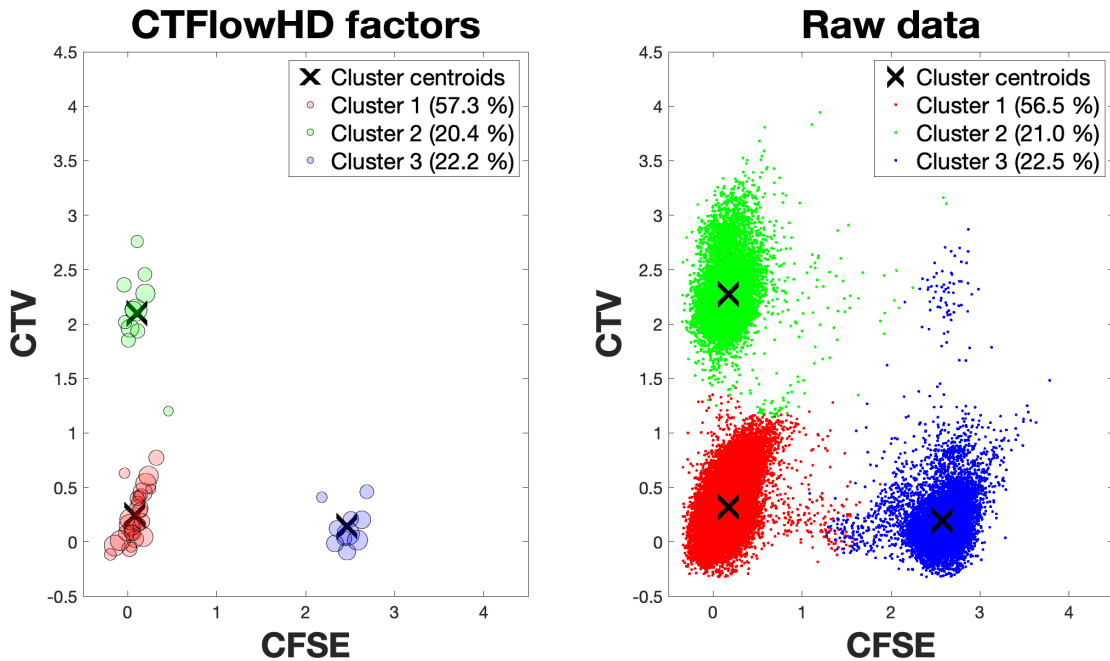 CTFlowHD factors
4.5
4
3.5
3
2.5
2
1.5
1
0.5
0
-0.5
0
2
3
4
CTV
CFSE
Cluster centroids
Cluster 1 (57.3 %)
Cluster 2 (20.4 %)
Cluster 3 (22.2 %)
Raw data
4.5
4
3.5
3
2.5
2
1.5
1
0.5
0
-0.5
0
1
2
3
4
CTV
CFSE
Cluster centroids
Cluster 1 (56.5 %)
Cluster 2 (21.0 %)
Cluster 3 (22.5 %)